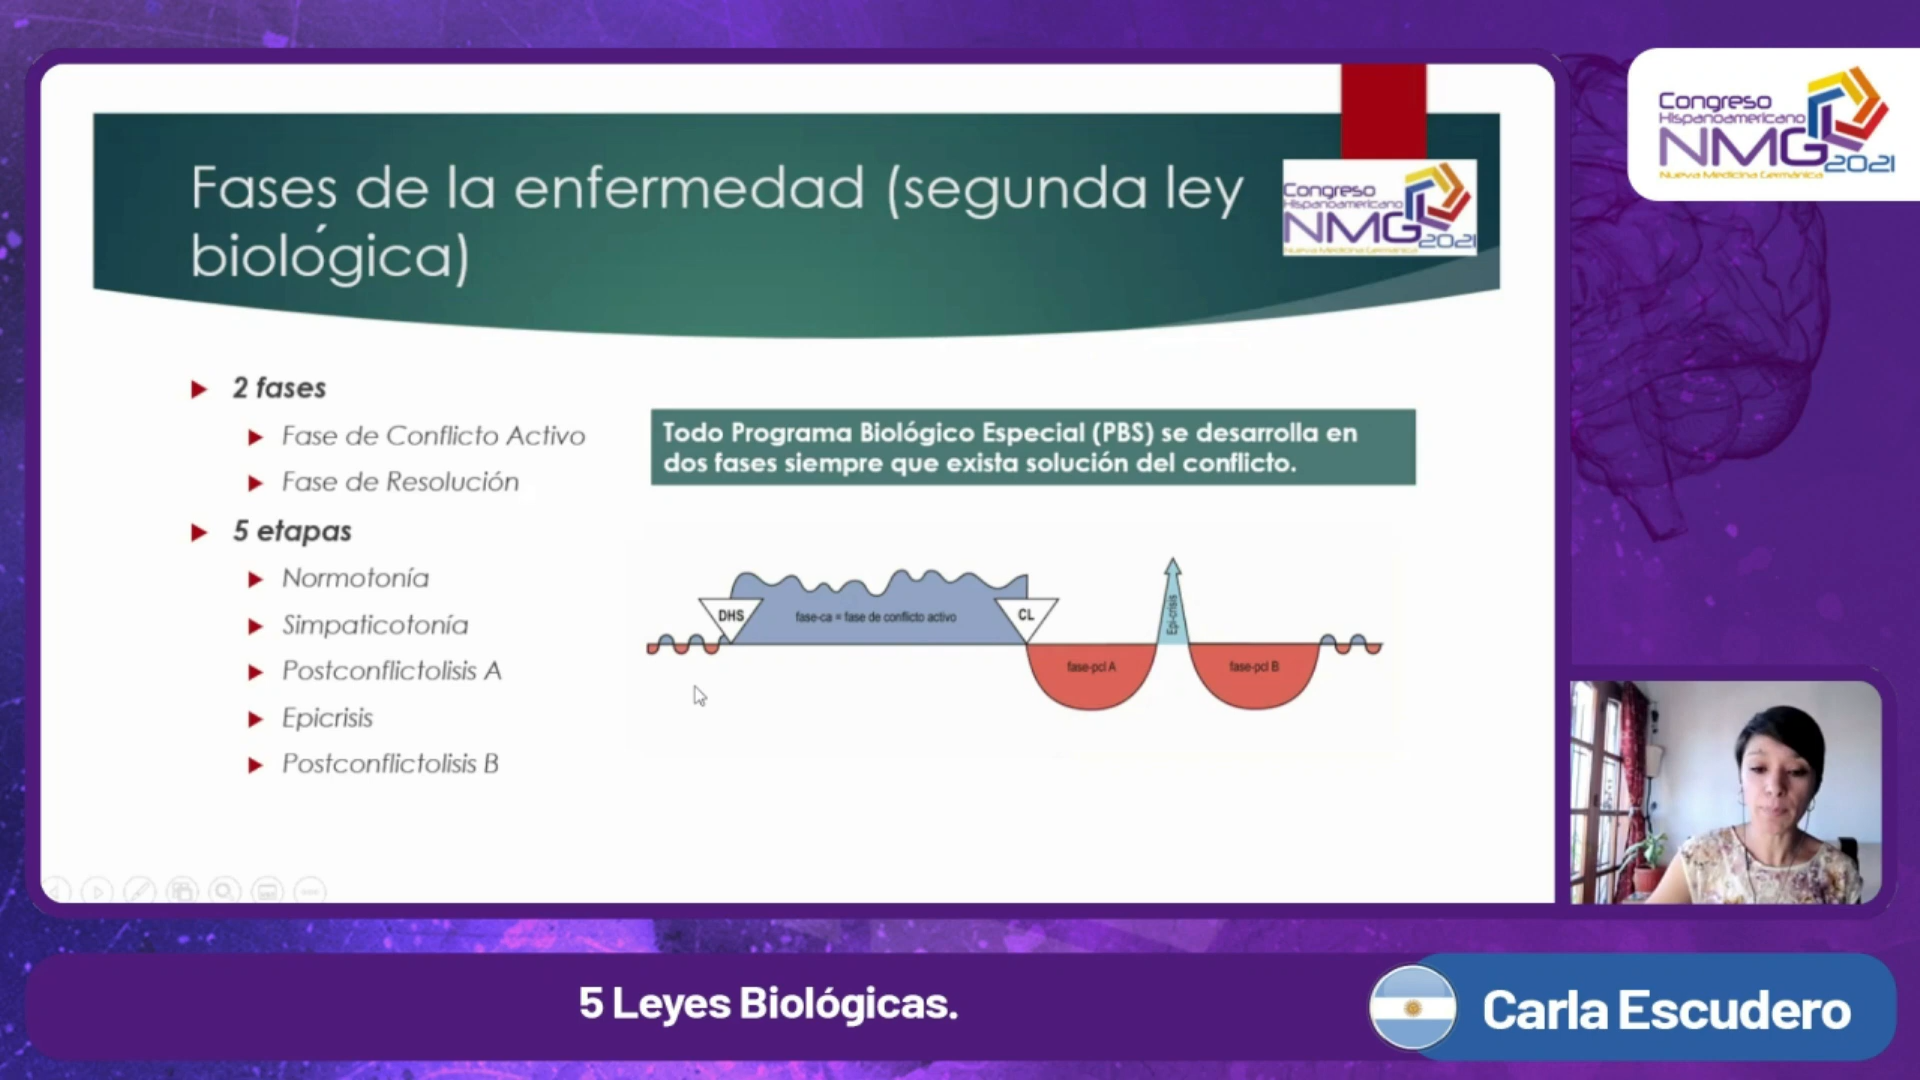 Fases de la enfermedad (segunda ley
biológica)
Congreso
Hispanoamericano
NMG
2021
Nueva Medicina Germánica
Congreso
Hispanoamericano
NMG
2021
Nueva Medicina Germánica
2 fases
Fase de Conflicto Activo
Fase de Resolución
5 etapas
Normotonía
Simpaticotonía
Postconflictolisis A
Epicrisis
Postconflictolisis B
Todo Programa Biológico Especial (PBS) se desarrolla en
dos fases siempre que exista solución del conflicto.
DHS
fase-ca = fase de conflicto activo
CL
Epi-crisis
fase-pcl A
fase-pcl B
5 Leyes Biológicas.
Carla Escudero